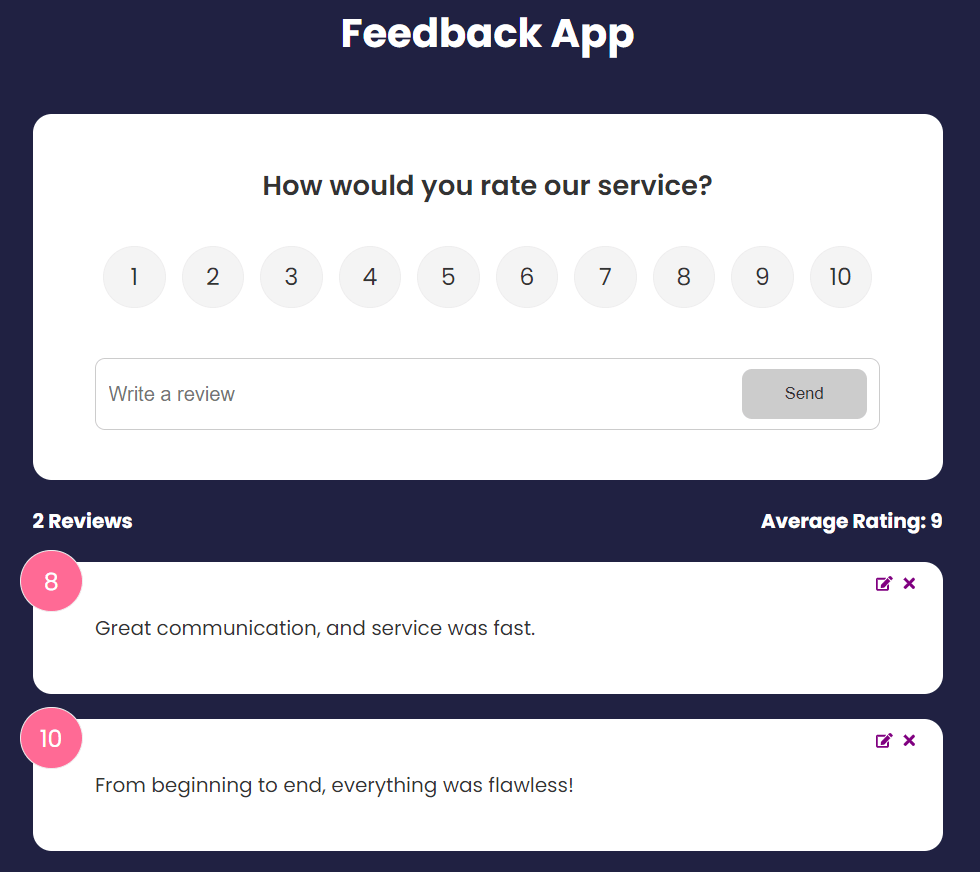 Feedback App
How would you rate our service?
1 2 3 4 5 6 7 8 9 10
Write a review Send
2 Reviews Average Rating: 9
8
Great communication, and service was fast.
10
From beginning to end, everything was flawless!